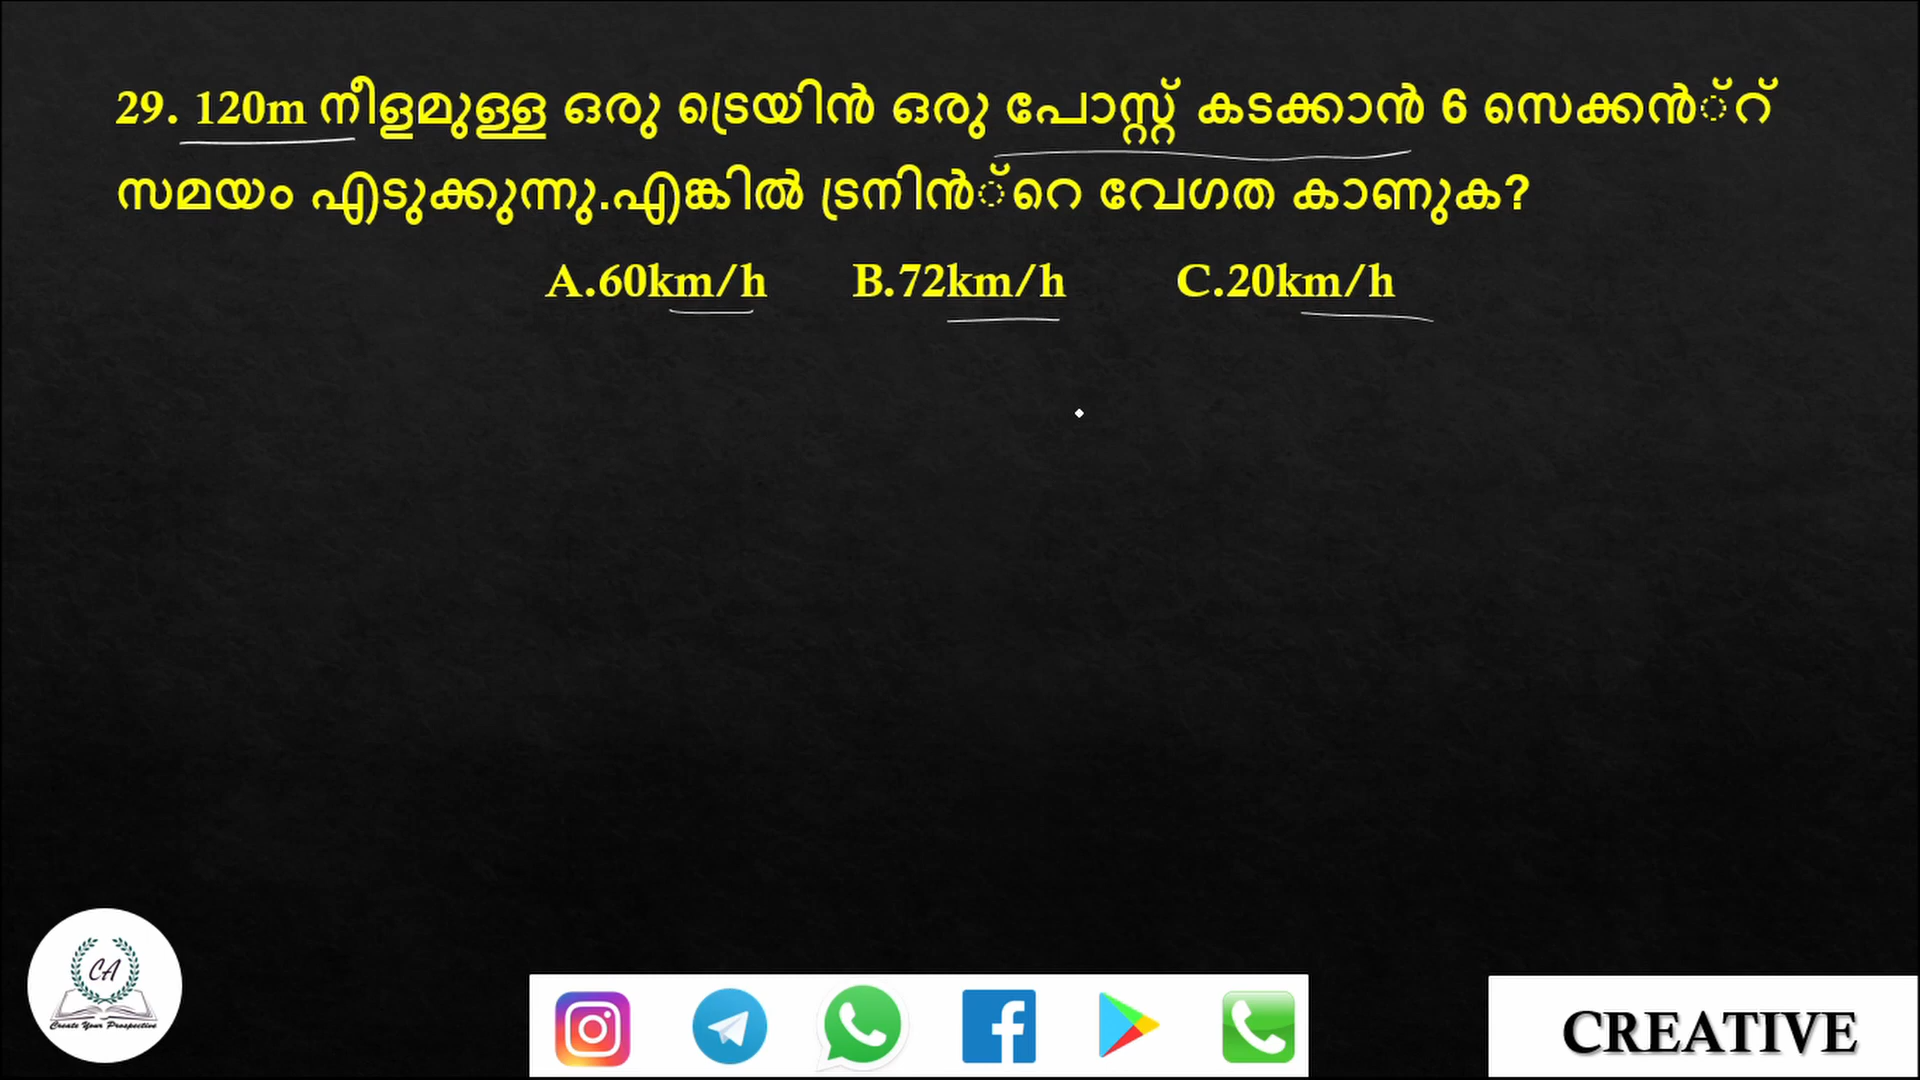 29. 120m നീളമുള്ള ഒരു ട്രെയിൻ ഒരു പോസ്റ്റ് കടക്കാൻ 6 സെക്കൻ്റ്
സമയം എടുക്കുന്നു.എങ്കിൽ ട്രനിൻ്റെ വേഗത കാണുക?
A.60km/h B.72km/h C.20km/h
CA
Create Your Prospective
CREATIVE